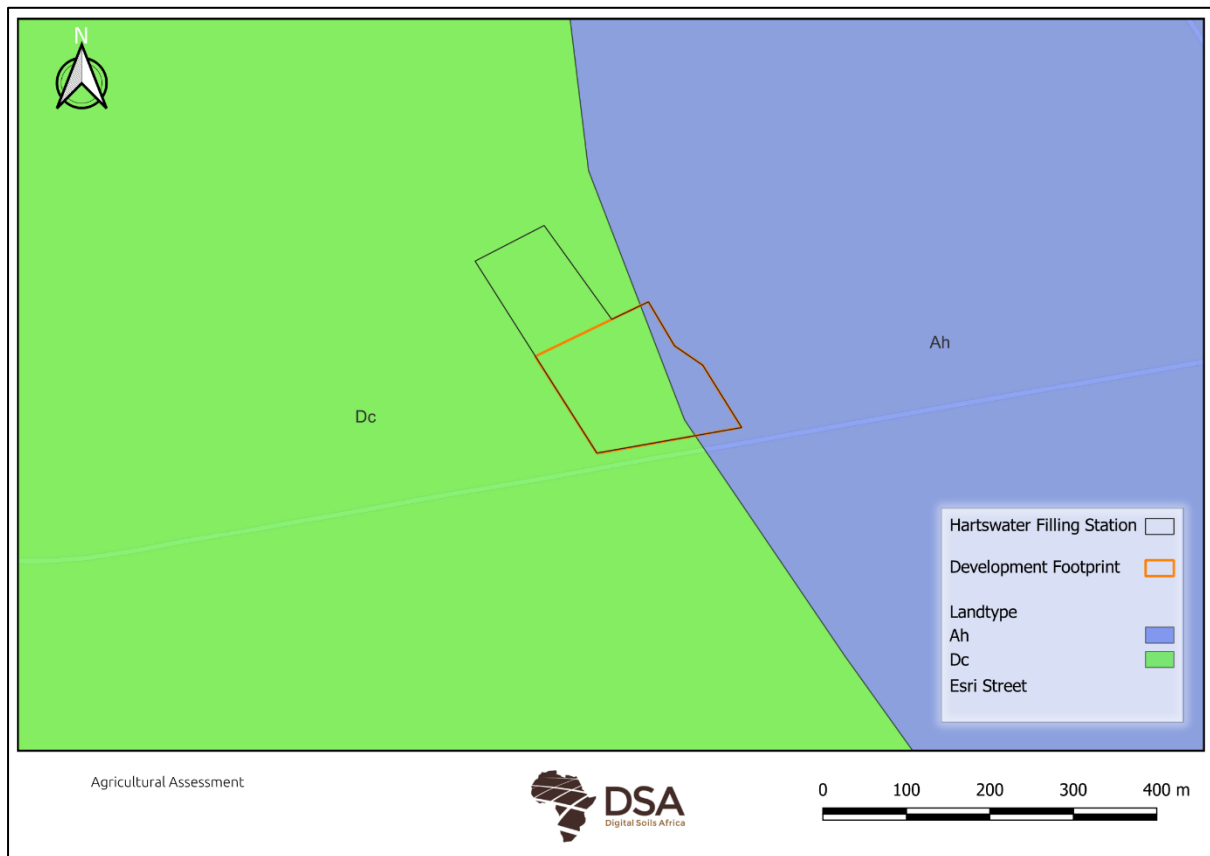 N
Ah
Dc
Hartswater Filling Station
Development Footprint
Landtype
Ah
Dc
Esri Street
Agricultural Assessment
DSA
Digital Soils Africa
0 100 200 300 400 m